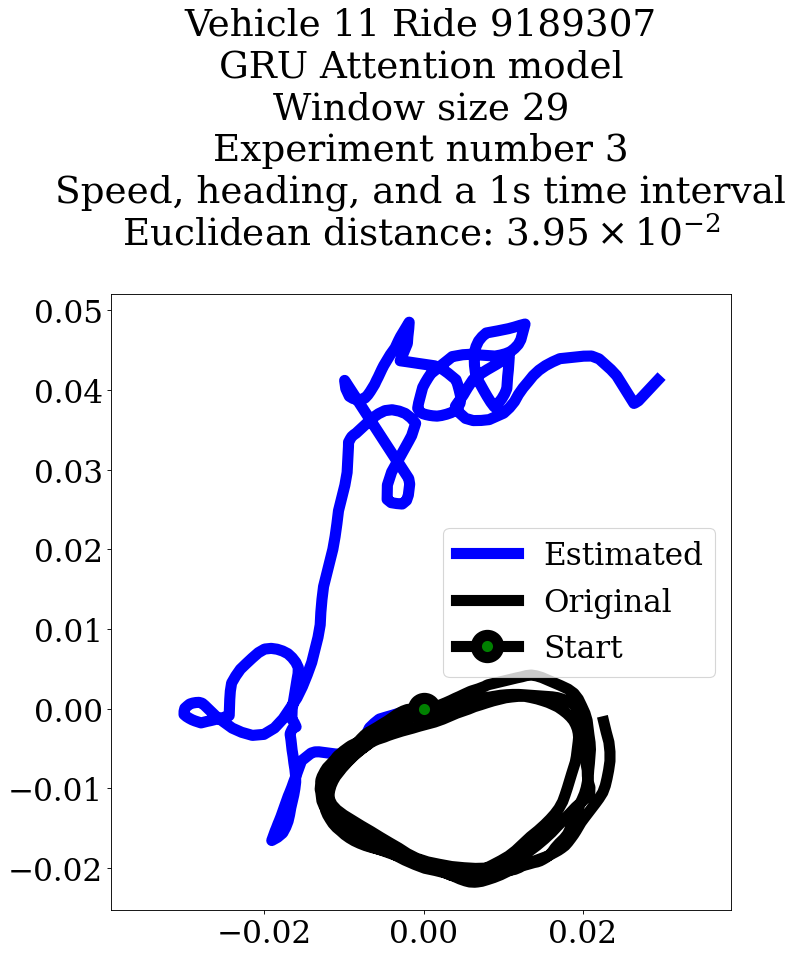 Vehicle 11 Ride 9189307
GRU Attention model
Window size 29
Experiment number 3
Speed, heading, and a 1s time interval
Euclidean distance: 3.95 × 10⁻²
0.05
0.04
0.03
0.02
0.01
0.00
−0.01
−0.02
Estimated
Original
Start
−0.02 0.00 0.02